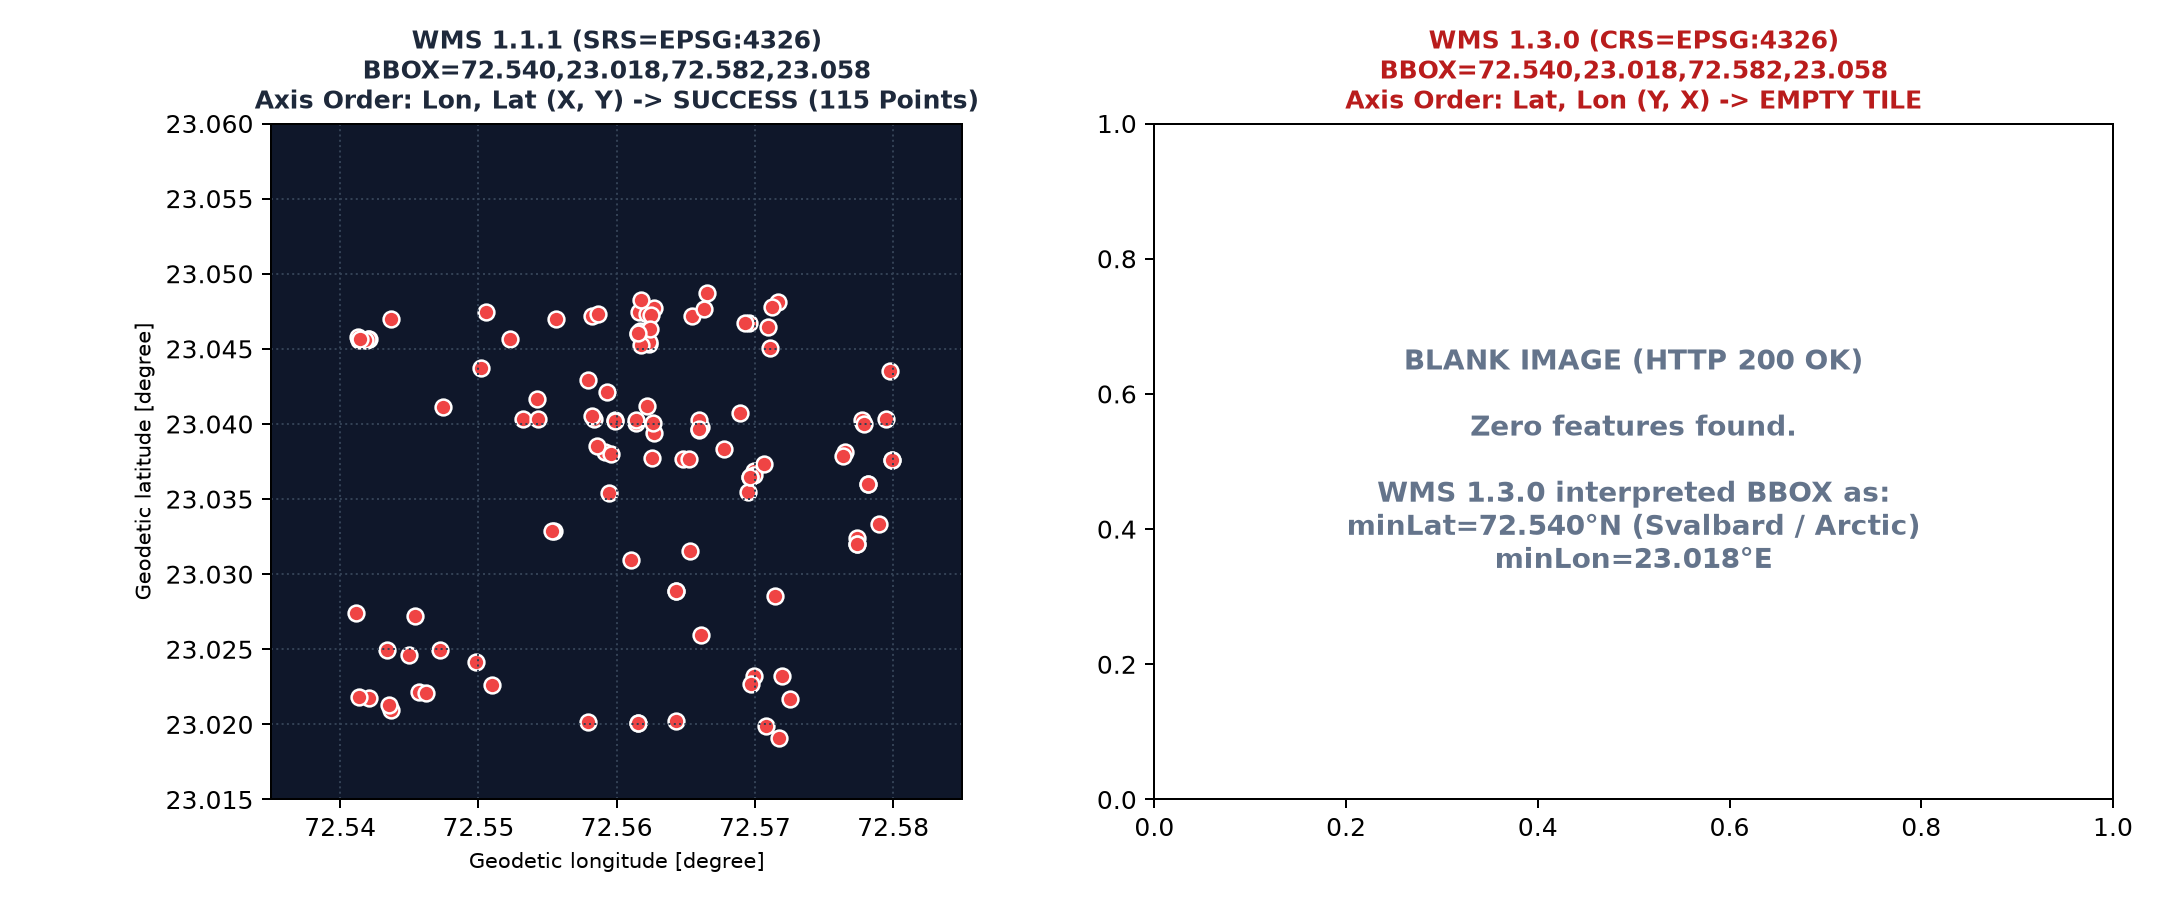 WMS 1.1.1 (SRS=EPSG:4326)
BBOX=72.540,23.018,72.582,23.058
Axis Order: Lon, Lat (X, Y) -> SUCCESS (115 Points)
23.060
23.055
23.050
23.045
23.040
23.035
23.030
23.025
23.020
23.015
Geodetic latitude [degree]
72.54 72.55 72.56 72.57 72.58
Geodetic longitude [degree]
WMS 1.3.0 (CRS=EPSG:4326)
BBOX=72.540,23.018,72.582,23.058
Axis Order: Lat, Lon (Y, X) -> EMPTY TILE
1.0
0.8
0.6
0.4
0.2
0.0
BLANK IMAGE (HTTP 200 OK)
Zero features found.
WMS 1.3.0 interpreted BBOX as:
minLat=72.540°N (Svalbard / Arctic)
minLon=23.018°E
0.0 0.2 0.4 0.6 0.8 1.0